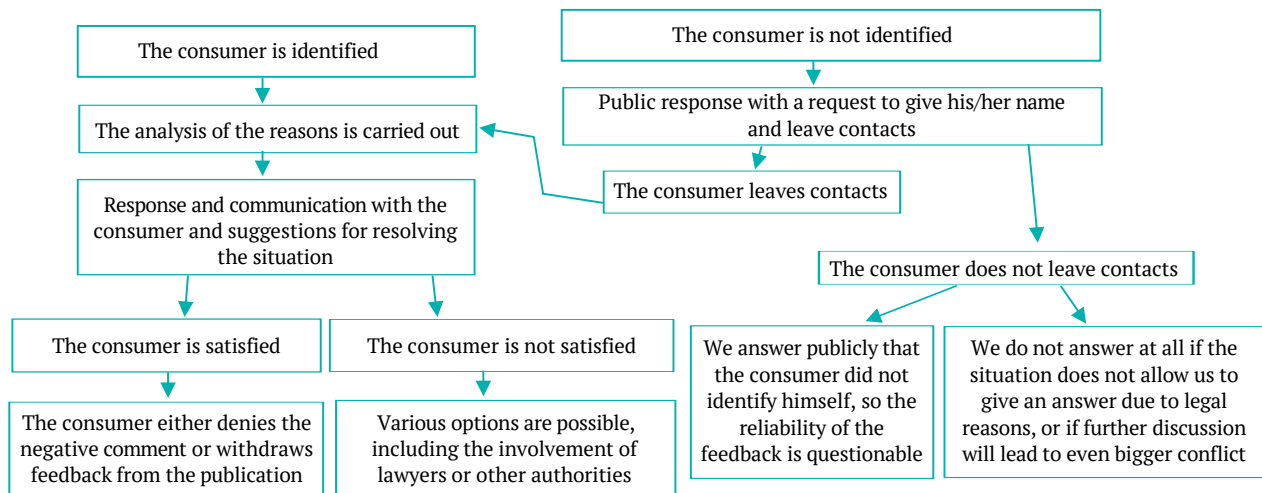 The consumer is identified
The consumer is not identified
The analysis of the reasons is carried out
Public response with a request to give his/her name
and leave contacts
The consumer leaves contacts
Response and communication with the
consumer and suggestions for resolving
the situation
The consumer does not leave contacts
The consumer is satisfied
The consumer is not satisfied
We answer publicly that
the consumer did not
identify himself, so the
reliability of the
feedback is questionable
We do not answer at all if the
situation does not allow us to
give an answer due to legal
reasons, or if further discussion
will lead to even bigger conflict
The consumer either denies the
negative comment or withdraws
feedback from the publication
Various options are possible,
including the involvement of
lawyers or other authorities